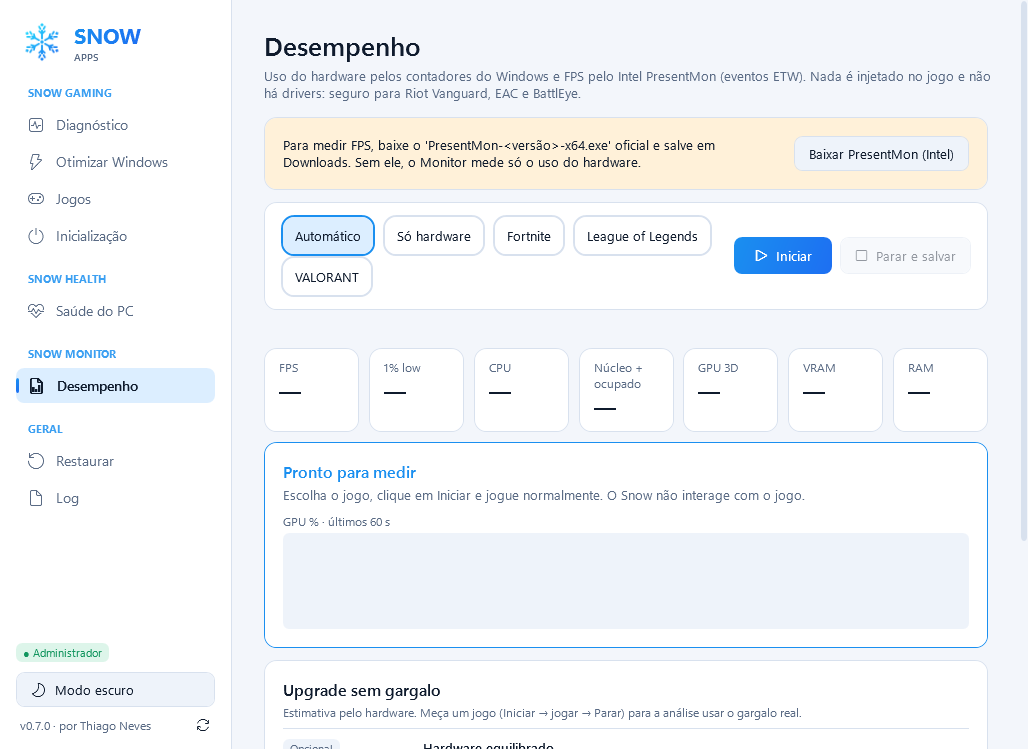 SNOW
APPS
SNOW GAMING
Diagnóstico
Otimizar Windows
Jogos
Inicialização
SNOW HEALTH
Saúde do PC
SNOW MONITOR
Desempenho
GERAL
Restaurar
Log
Administrador
Modo escuro
v0.7.0 · por Thiago Neves
Desempenho
Uso do hardware pelos contadores do Windows e FPS pelo Intel PresentMon (eventos ETW). Nada é injetado no jogo e não
há drivers: seguro para Riot Vanguard, EAC e BattlEye.
Para medir FPS, baixe o 'PresentMon-<versão>-x64.exe' oficial e salve em
Downloads. Sem ele, o Monitor mede só o uso do hardware.
Baixar PresentMon (Intel)
Automático
Só hardware
Fortnite
League of Legends
VALORANT
Iniciar
Parar e salvar
FPS
—
1% low
—
CPU
—
Núcleo +
ocupado
—
GPU 3D
—
VRAM
—
RAM
—
Pronto para medir
Escolha o jogo, clique em Iniciar e jogue normalmente. O Snow não interage com o jogo.
GPU % · últimos 60 s
Upgrade sem gargalo
Estimativa pelo hardware. Meça um jogo (Iniciar → jogar → Parar) para a análise usar o gargalo real.
Opcional
Hardware equilibrado